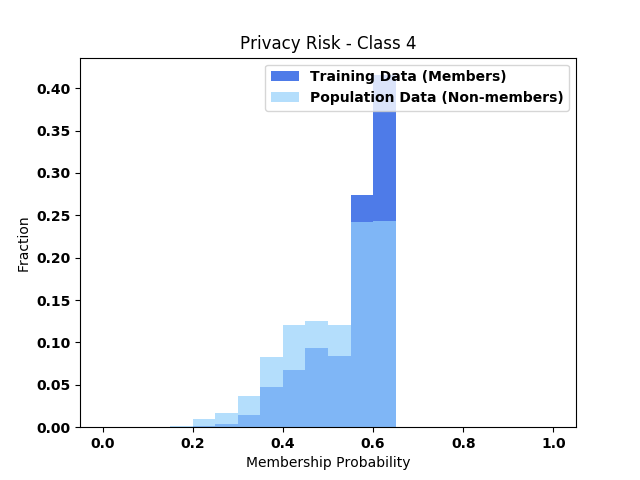 Privacy Risk - Class 4
Training Data (Members)
Population Data (Non-members)
0.40
0.35
0.30
0.25
0.20
0.15
0.10
0.05
0.00
Fraction
0.0 0.2 0.4 0.6 0.8 1.0
Membership Probability